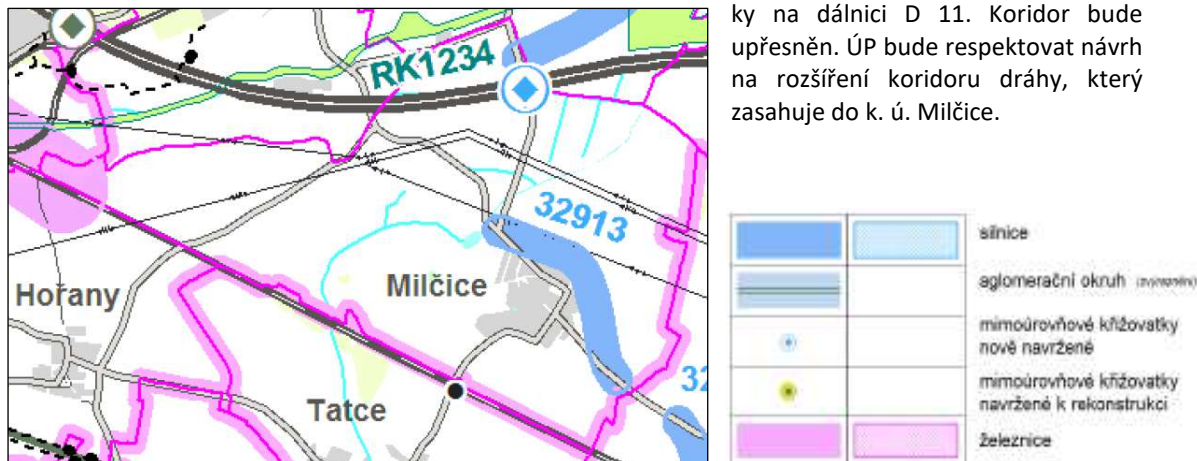 ky na dálnici D 11. Koridor bude
upřesněn. ÚP bude respektovat návrh
na rozšíření koridoru dráhy, který
zasahuje do k. ú. Milčice.
RK1234
32913
Milčice
Hořany
Tatce
32
silnice
aglomerační okruh
mimoúrovňové křižovatky
nově navržené
mimoúrovňové křižovatky
navržené k rekonstrukci
železnice